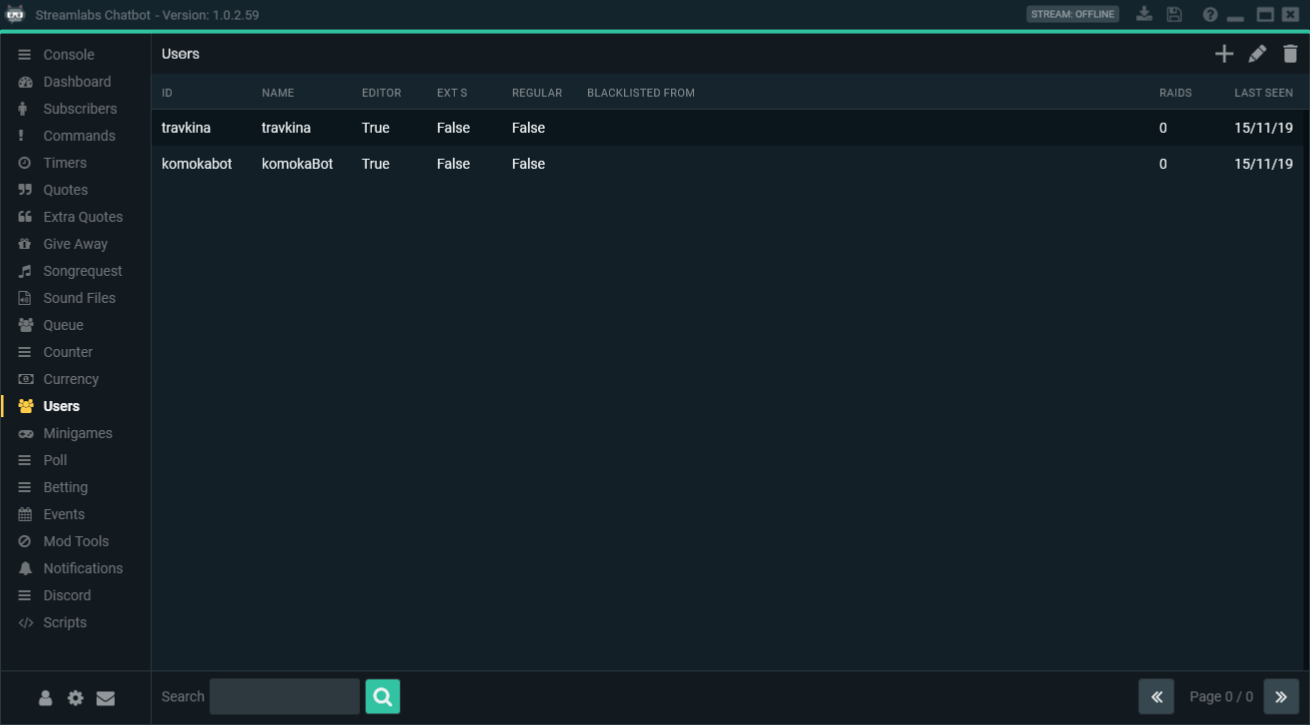 Streamlabs Chatbot - Version: 1.0.2.59 STREAM: OFFLINE
Console
Dashboard
Subscribers
Commands
Timers
Quotes
Extra Quotes
Give Away
Songrequest
Sound Files
Queue
Counter
Currency
Users
Minigames
Poll
Betting
Events
Mod Tools
Notifications
Discord
Scripts
Users
ID NAME EDITOR EXT S REGULAR BLACKLISTED FROM RAIDS LAST SEEN
travkina travkina True False False 0 15/11/19
komokabot komokaBot True False False 0 15/11/19
Search Page 0 / 0